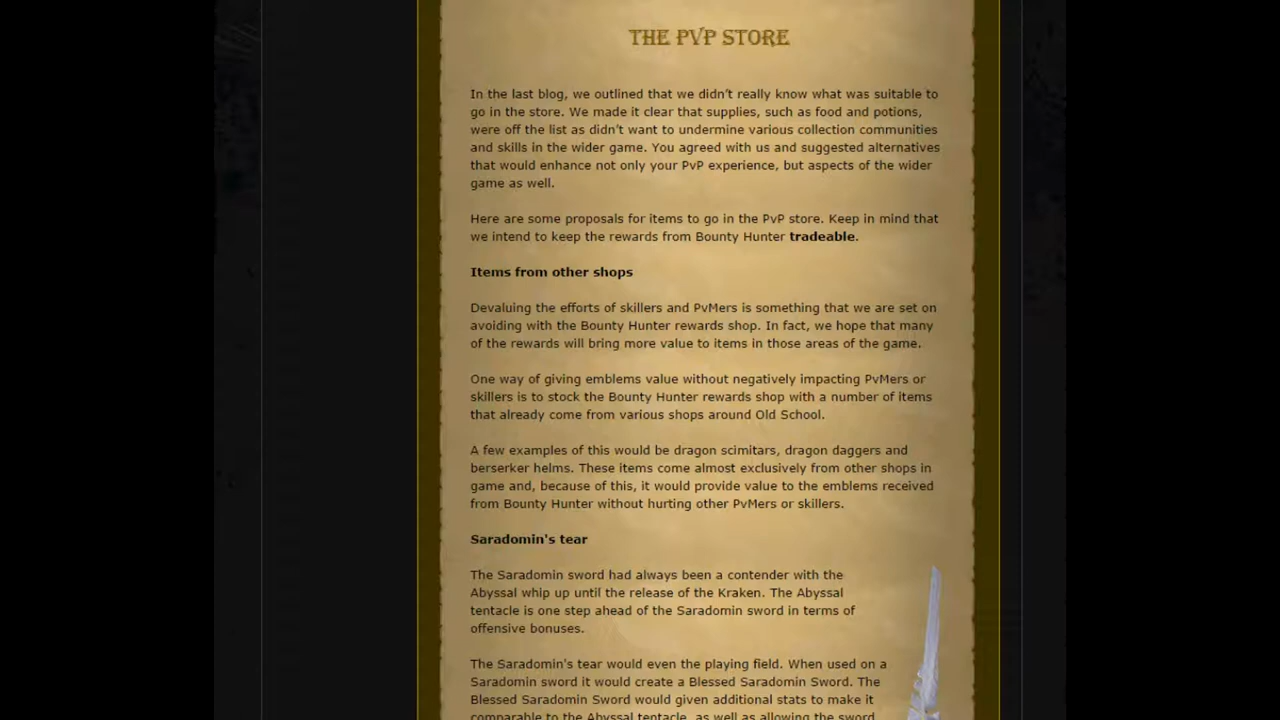 THE PVP STORE
In the last blog, we outlined that we didn't really know what was suitable to
go in the store. We made it clear that supplies, such as food and potions,
were off the list as didn't want to undermine various collection communities
and skills in the wider game. You agreed with us and suggested alternatives
that would enhance not only your PvP experience, but aspects of the wider
game as well.
Here are some proposals for items to go in the PvP store. Keep in mind that
we intend to keep the rewards from Bounty Hunter tradeable.
Items from other shops
Devaluing the efforts of skillers and PvMers is something that we are set on
avoiding with the Bounty Hunter rewards shop. In fact, we hope that many
of the rewards will bring more value to items in those areas of the game.
One way of giving emblems value without negatively impacting PvMers or
skillers is to stock the Bounty Hunter rewards shop with a number of items
that already come from various shops around Old School.
A few examples of this would be dragon scimitars, dragon daggers and
berserker helms. These items come almost exclusively from other shops in
game and, because of this, it would provide value to the emblems received
from Bounty Hunter without hurting other PvMers or skillers.
Saradomin's tear
The Saradomin sword had always been a contender with the
Abyssal whip up until the release of the Kraken. The Abyssal
tentacle is one step ahead of the Saradomin sword in terms of
offensive bonuses.
The Saradomin's tear would even the playing field. When used on a
Saradomin sword it would create a Blessed Saradomin Sword. The
Blessed Saradomin Sword would given additional stats to make it
comparable to the Abyssal tentacle, as well as allowing the sword